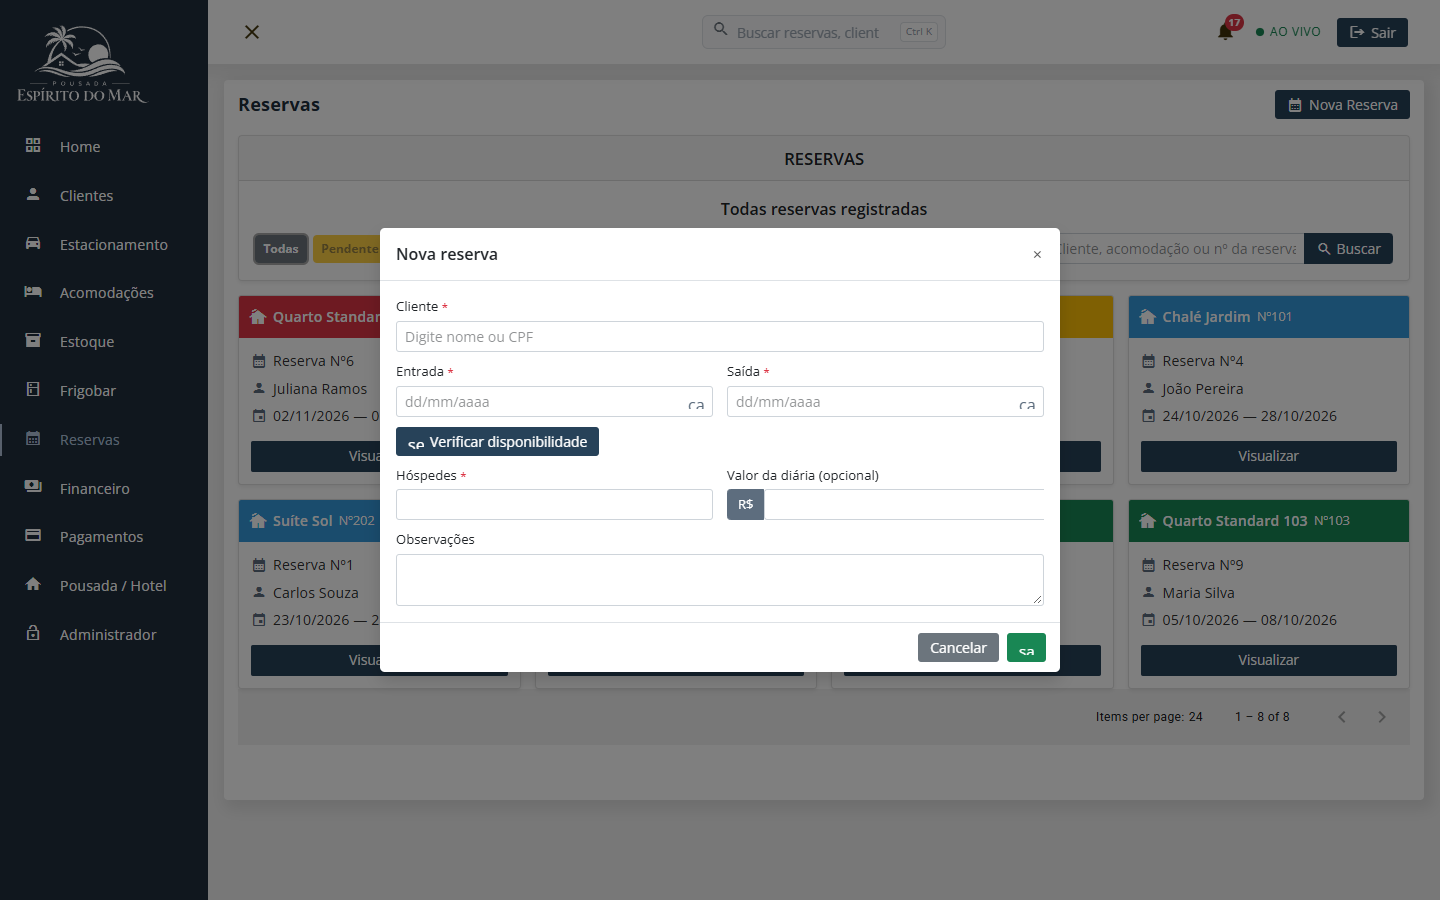 POUSADA
ESPÍRITO DO MAR
Home
Clientes
Estacionamento
Acomodações
Estoque
Frigobar
Reservas
Financeiro
Pagamentos
Pousada / Hotel
Administrador
Buscar reservas, client
Ctrl K
17
AO VIVO
Sair
Reservas
Nova Reserva
RESERVAS
Todas reservas registradas
Todas
Pendente
Cliente, acomodação ou nº da reserva
Buscar
Nova reserva
×
Cliente *
Digite nome ou CPF
Entrada *
dd/mm/aaaa
ca
Saída *
dd/mm/aaaa
ca
se Verificar disponibilidade
Hóspedes *
Valor da diária (opcional)
R$
Observações
Cancelar
sa
Quarto Standar
Reserva Nº6
Juliana Ramos
02/11/2026 — 0
Visua
Chalé Jardim Nº101
Reserva Nº4
João Pereira
24/10/2026 — 28/10/2026
Visualizar
Suíte Sol Nº202
Reserva Nº1
Carlos Souza
23/10/2026 — 2
Visua
Quarto Standard 103 Nº103
Reserva Nº9
Maria Silva
05/10/2026 — 08/10/2026
Visualizar
Items per page: 24
1 – 8 of 8